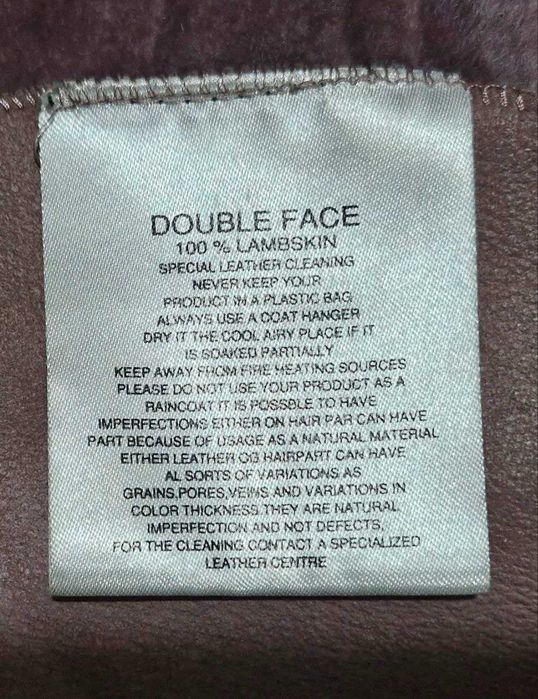 DOUBLE FACE
100 % LAMBSKIN
SPECIAL LEATHER CLEANING
NEVER KEEP YOUR
PRODUCT IN A PLASTIC BAG
ALWAYS USE A COAT HANGER
DRY IT THE COOL AIRY PLACE IF IT
IS SOAKED PARTIALLY
KEEP AWAY FROM FIRE HEATING SOURCES
PLEASE DO NOT USE YOUR PRODUCT AS A
RAINCOAT IT IS POSSBLE TO HAVE
IMPERFECTIONS EITHER ON HAIR PAR CAN HAVE
PART BECAUSE OF USAGE AS A NATURAL MATERIAL
EITHER LEATHER OG HAIRPART CAN HAVE
AL SORTS OF VARIATIONS AS
GRAINS,PORES,VEINS AND VARIATIONS IN
COLOR THICKNESS.THEY ARE NATURAL
IMPERFECTION AND NOT DEFECTS,
FOR THE CLEANING CONTACT A SPECIALIZED
LEATHER CENTRE